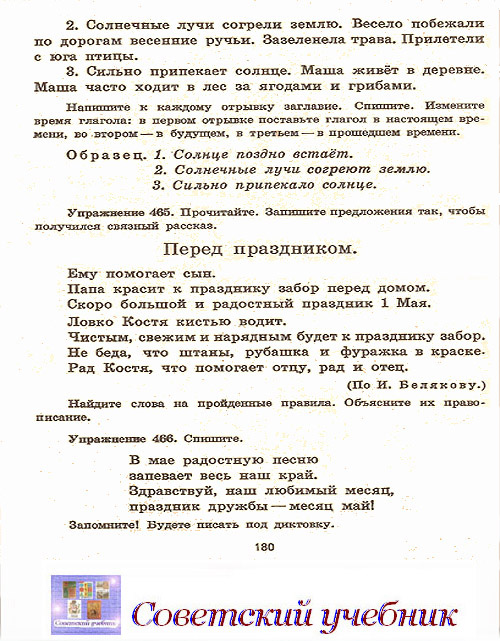 2. Солнечные лучи согрели землю. Весело побежали
по дорогам весенние ручьи. Зазеленела трава. Прилетели
с юга птицы.
3. Сильно припекает солнце. Маша живёт в деревне.
Маша часто ходит в лес за ягодами и грибами.
Напишите к каждому отрывку заглавие. Спишите. Измените
время глагола: в первом отрывке поставьте глагол в настоящем вре-
мени, во втором — в будущем, в третьем — в прошедшем времени.
Образец. 1. Солнце поздно встаёт.
2. Солнечные лучи согреют землю.
3. Сильно припекало солнце.
Упражнение 465. Прочитайте. Запишите предложения так, чтобы
получился связный рассказ.
Перед праздником.
Ему помогает сын.
Папа красит к празднику забор перед домом.
Скоро большой и радостный праздник 1 Мая.
Ловко Костя кистью водит.
Чистым, свежим и нарядным будет к празднику забор.
Не беда, что штаны, рубашка и фуражка в краске.
Рад Костя, что помогает отцу, рад и отец.
(По И. Белякову.)
Найдите слова на пройденные правила. Объясните их право-
писание.
Упражнение 466. Спишите.
В мае радостную песню
запевает весь наш край.
Здравствуй, наш любимый месяц,
праздник дружбы — месяц май!
Запомните! Будете писать под диктовку.
180
Советский учебник
Советский учебник